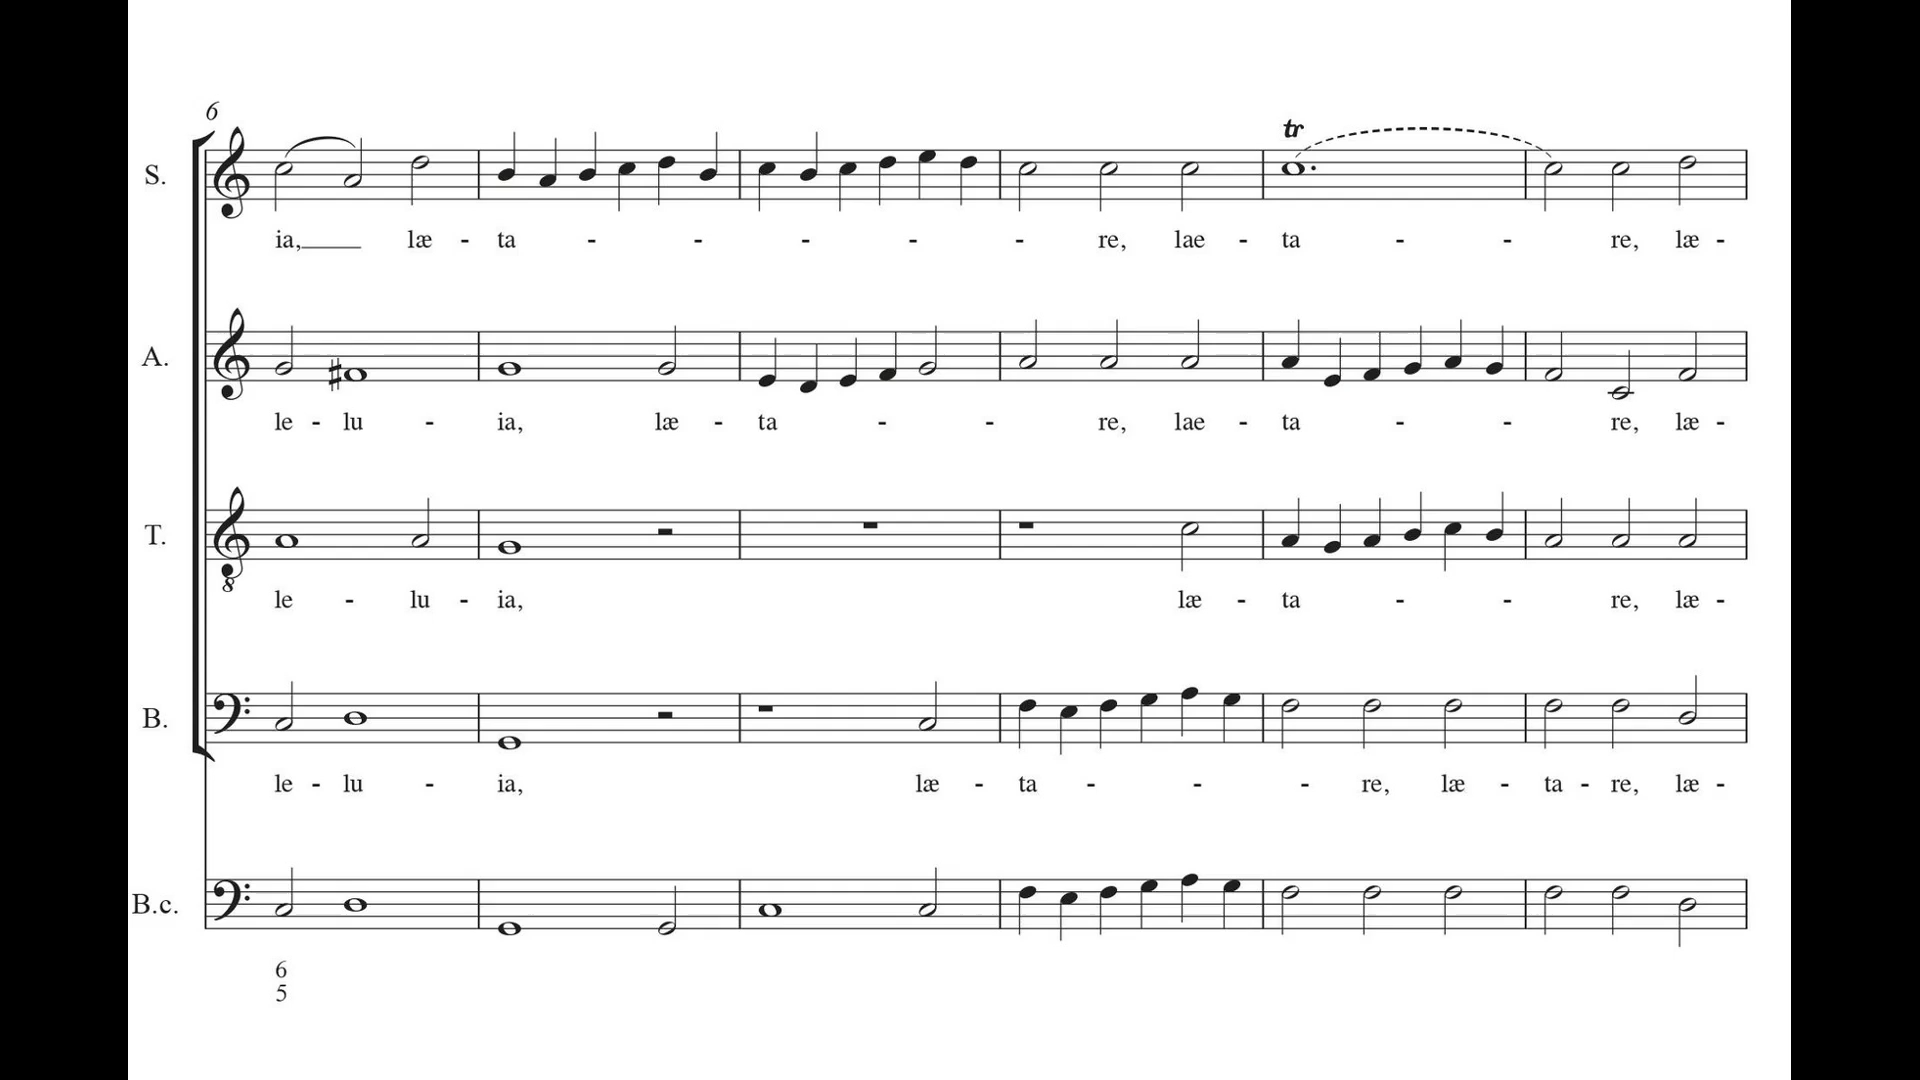 6
tr
S.
ia, læ - ta - - - - - re, lae - ta - - re, læ -
A.
le - lu - ia, læ - ta - - re, lae - ta - - re, læ -
T.
8
le - lu - ia, læ - ta - - re, læ -
B.
le - lu - ia, læ - ta - - - re, læ - ta - re, læ -
B.c.
6
5